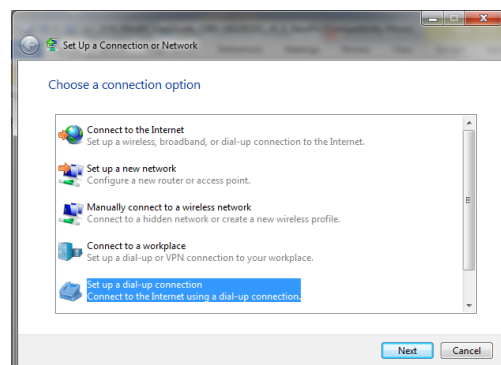 Set Up a Connection or Network
Choose a connection option
Connect to the Internet
Set up a wireless, broadband, or dial-up connection to the Internet.
Set up a new network
Configure a new router or access point.
Manually connect to a wireless network
Connect to a hidden network or create a new wireless profile.
Connect to a workplace
Set up a dial-up or VPN connection to your workplace.
Set up a dial-up connection
Connect to the Internet using a dial-up connection.
Next
Cancel